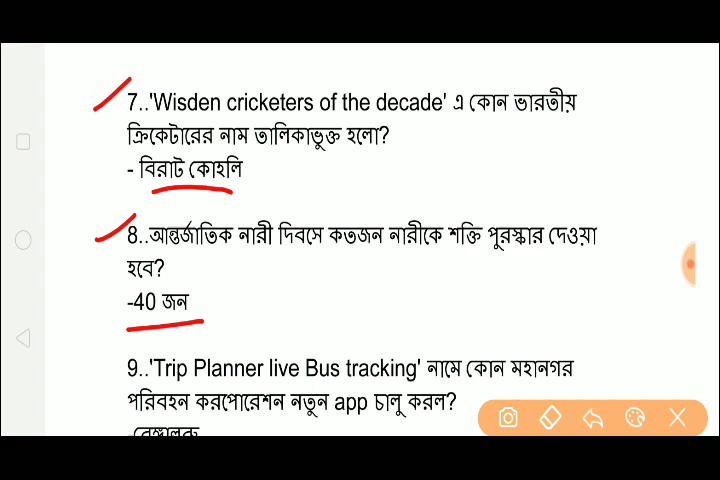 7..'Wisden cricketers of the decade' এ কোন ভারতীয়
ক্রিকেটারের নাম তালিকাভুক্ত হলো?
- বিরাট কোহলি
8..আন্তর্জাতিক নারী দিবসে কতজন নারীকে শক্তি পুরস্কার দেওয়া
হবে?
-40 জন
9..'Trip Planner live Bus tracking' নামে কোন মহানগর
পরিবহন করপোরেশন নতুন app চালু করল?